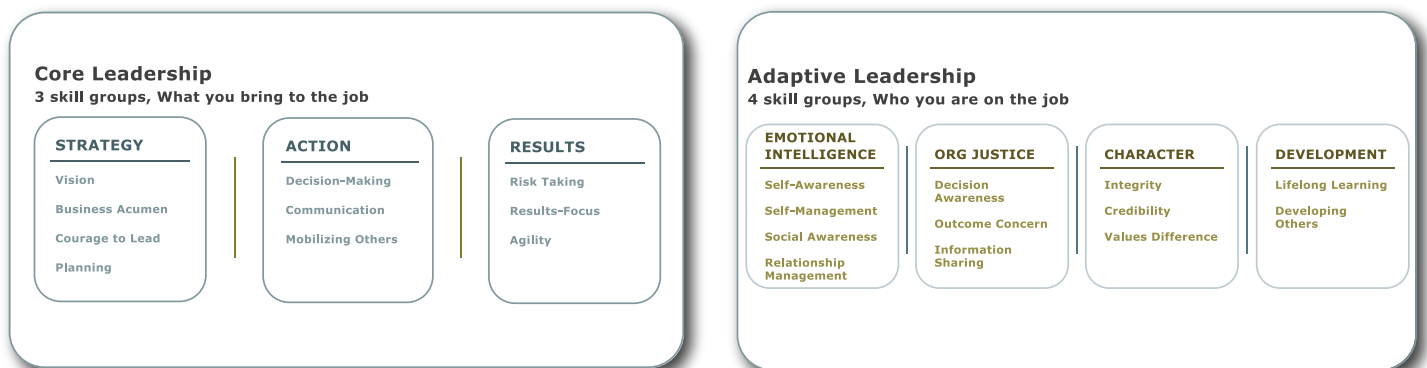 Core Leadership
3 skill groups, What you bring to the job
STRATEGY
Vision
Business Acumen
Courage to Lead
Planning
ACTION
Decision-Making
Communication
Mobilizing Others
RESULTS
Risk Taking
Results-Focus
Agility
Adaptive Leadership
4 skill groups, Who you are on the job
EMOTIONAL
INTELLIGENCE
Self-Awareness
Self-Management
Social Awareness
Relationship
Management
ORG JUSTICE
Decision
Awareness
Outcome Concern
Information
Sharing
CHARACTER
Integrity
Credibility
Values Difference
DEVELOPMENT
Lifelong Learning
Developing
Others